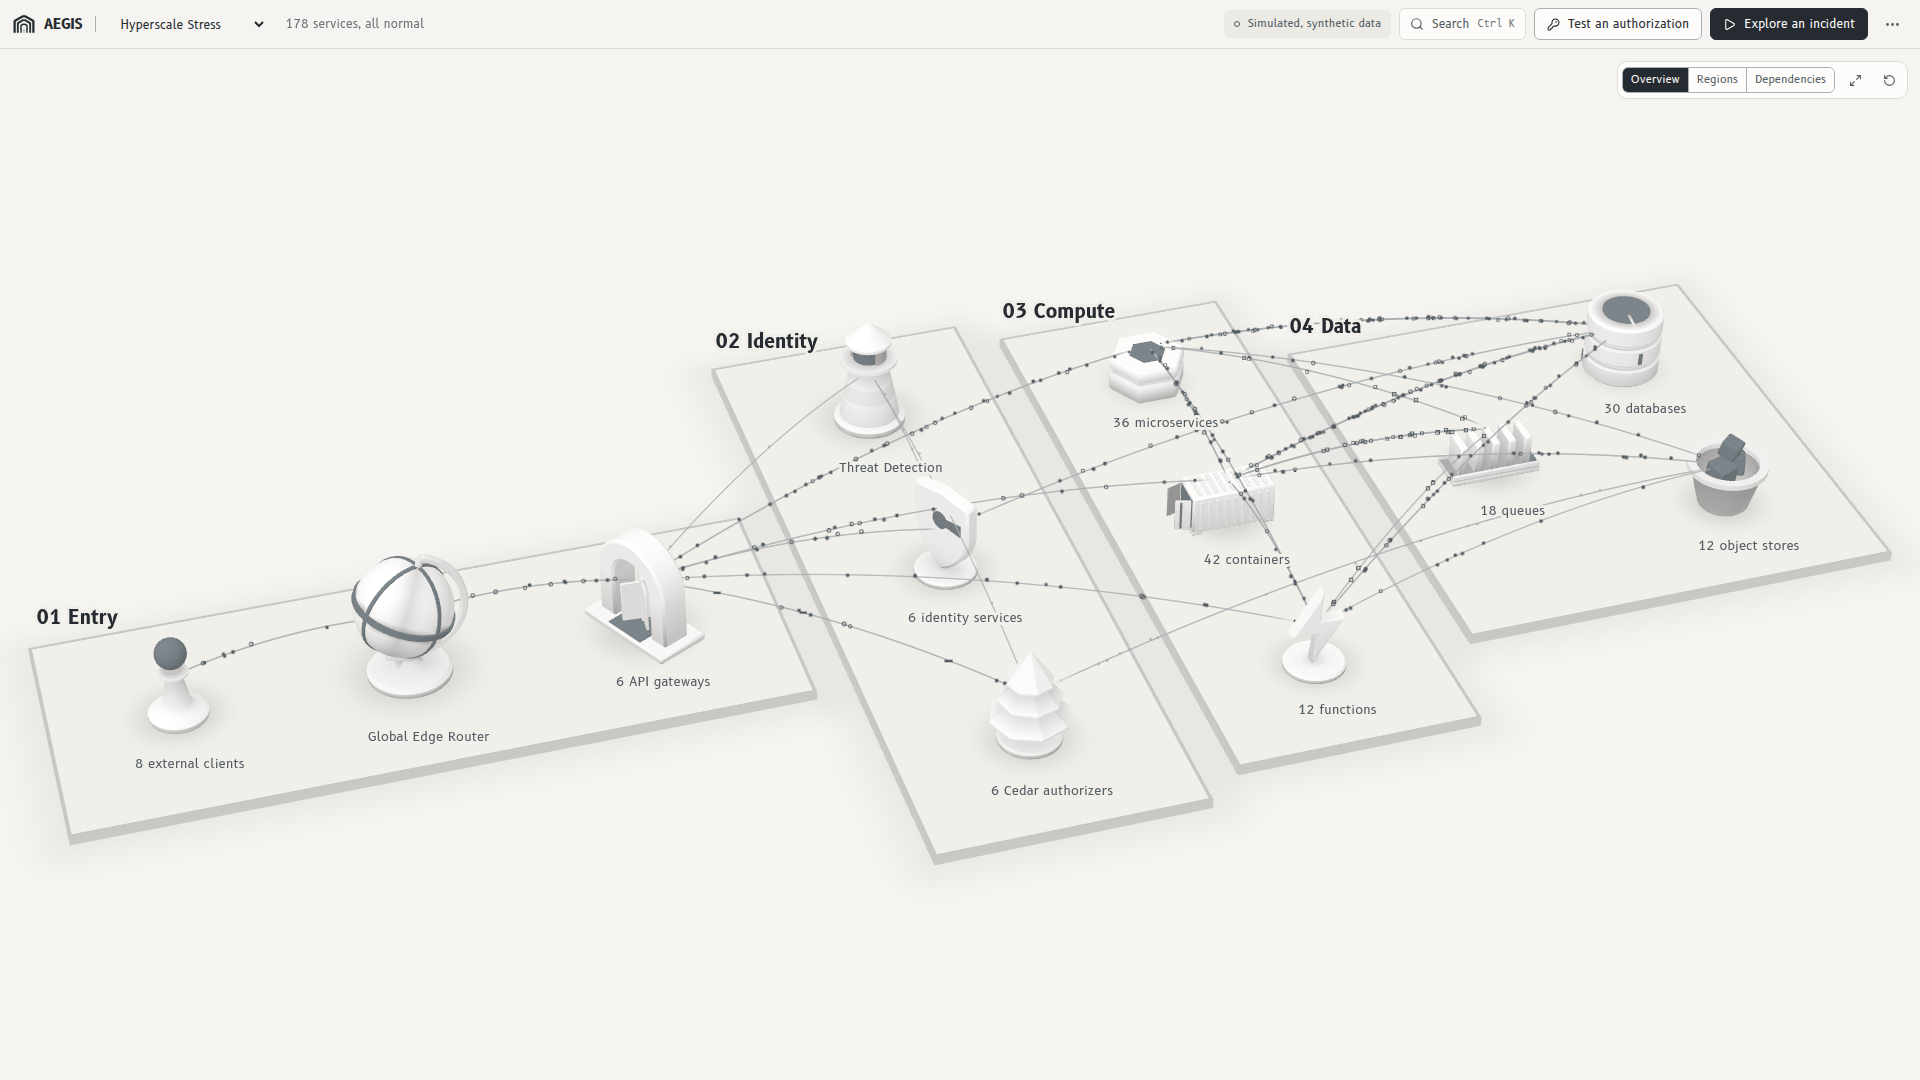 AEGIS
Hyperscale Stress
178 services, all normal
Simulated, synthetic data
Search Ctrl K
Test an authorization
Explore an incident
Overview
Regions
Dependencies
03 Compute
04 Data
02 Identity
30 databases
36 microservices
Threat Detection
18 queues
12 object stores
42 containers
01 Entry
6 identity services
6 API gateways
12 functions
Global Edge Router
8 external clients
6 Cedar authorizers